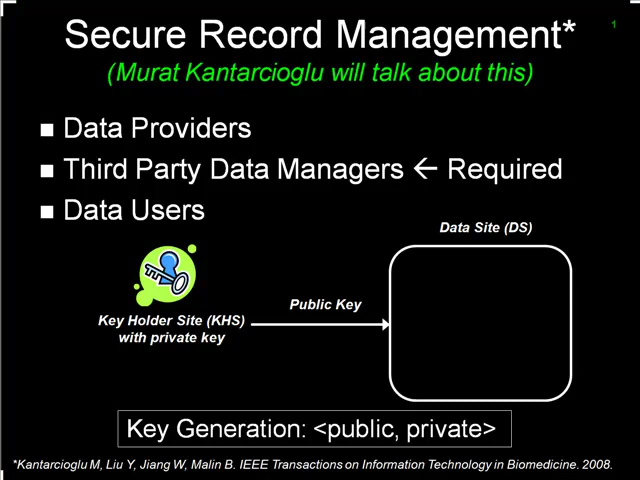 1
Secure Record Management*
(Murat Kantarcioglu will talk about this)
Data Providers
Third Party Data Managers ← Required
Data Users
Data Site (DS)
Public Key
Key Holder Site (KHS)
with private key
Key Generation: <public, private>
*Kantarcioglu M, Liu Y, Jiang W, Malin B. IEEE Transactions on Information Technology in Biomedicine. 2008.